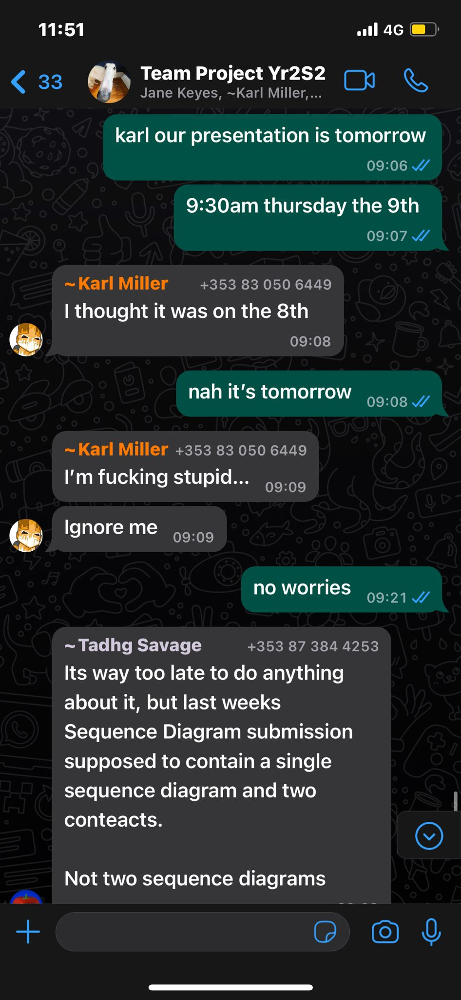 11:51
4G
33
Team Project Yr2S2
Jane Keyes, ~Karl Miller,...
karl our presentation is tomorrow
09:06
9:30am thursday the 9th
09:07
~Karl Miller +353 83 050 6449
I thought it was on the 8th
09:08
nah it’s tomorrow 09:08
~Karl Miller +353 83 050 6449
I’m fucking stupid... 09:09
Ignore me 09:09
no worries 09:21
~Tadhg Savage +353 87 384 4253
Its way too late to do anything
about it, but last weeks
Sequence Diagram submission
supposed to contain a single
sequence diagram and two
conteacts.
Not two sequence diagrams